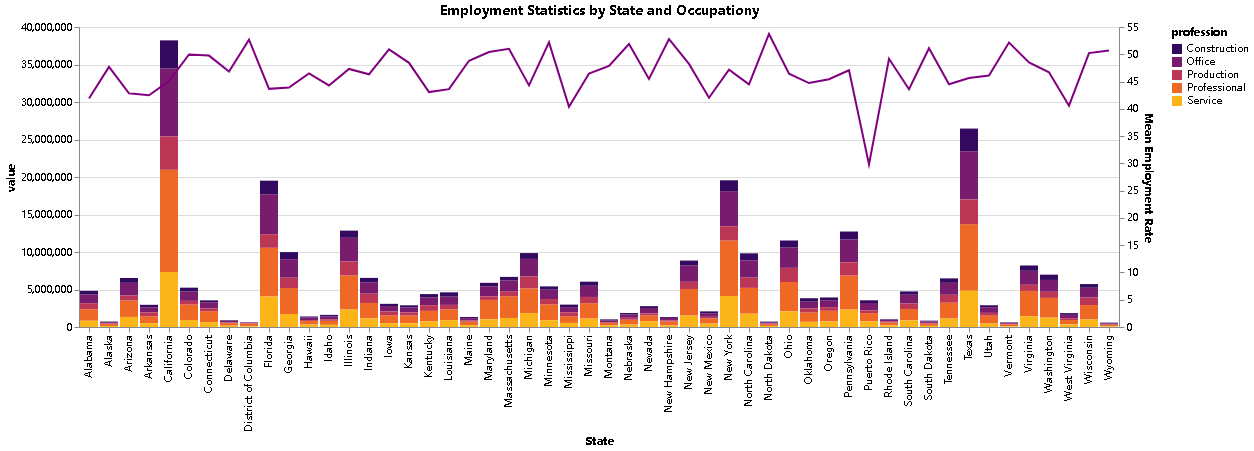 Employment Statistics by State and Occupationy
40,000,000
35,000,000
30,000,000
25,000,000
20,000,000
15,000,000
10,000,000
5,000,000
0
value
55
50
45
40
35
30
25
20
15
10
5
0
Mean Employment Rate
profession
Construction
Office
Production
Professional
Service
Alabama
Alaska
Arizona
Arkansas
California
Colorado
Connecticut
Delaware
District of Columbia
Florida
Georgia
Hawaii
Idaho
Illinois
Indiana
Iowa
Kansas
Kentucky
Louisiana
Maine
Maryland
Massachusetts
Michigan
Minnesota
Mississippi
Missouri
Montana
Nebraska
Nevada
New Hampshire
New Jersey
New Mexico
New York
North Carolina
North Dakota
Ohio
Oklahoma
Oregon
Pennsylvania
Puerto Rico
Rhode Island
South Carolina
South Dakota
Tennessee
Texas
Utah
Vermont
Virginia
Washington
West Virginia
Wisconsin
Wyoming
State